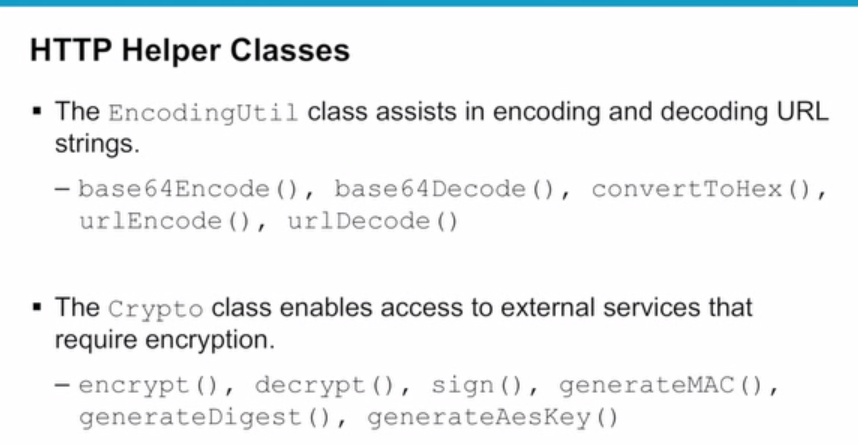 HTTP Helper Classes
▪ The EncodingUtil class assists in encoding and decoding URL
strings.
– base64Encode(), base64Decode(), convertToHex(),
urlEncode(), urlDecode()
▪ The Crypto class enables access to external services that
require encryption.
– encrypt(), decrypt(), sign(), generateMAC(),
generateDigest(), generateAesKey()